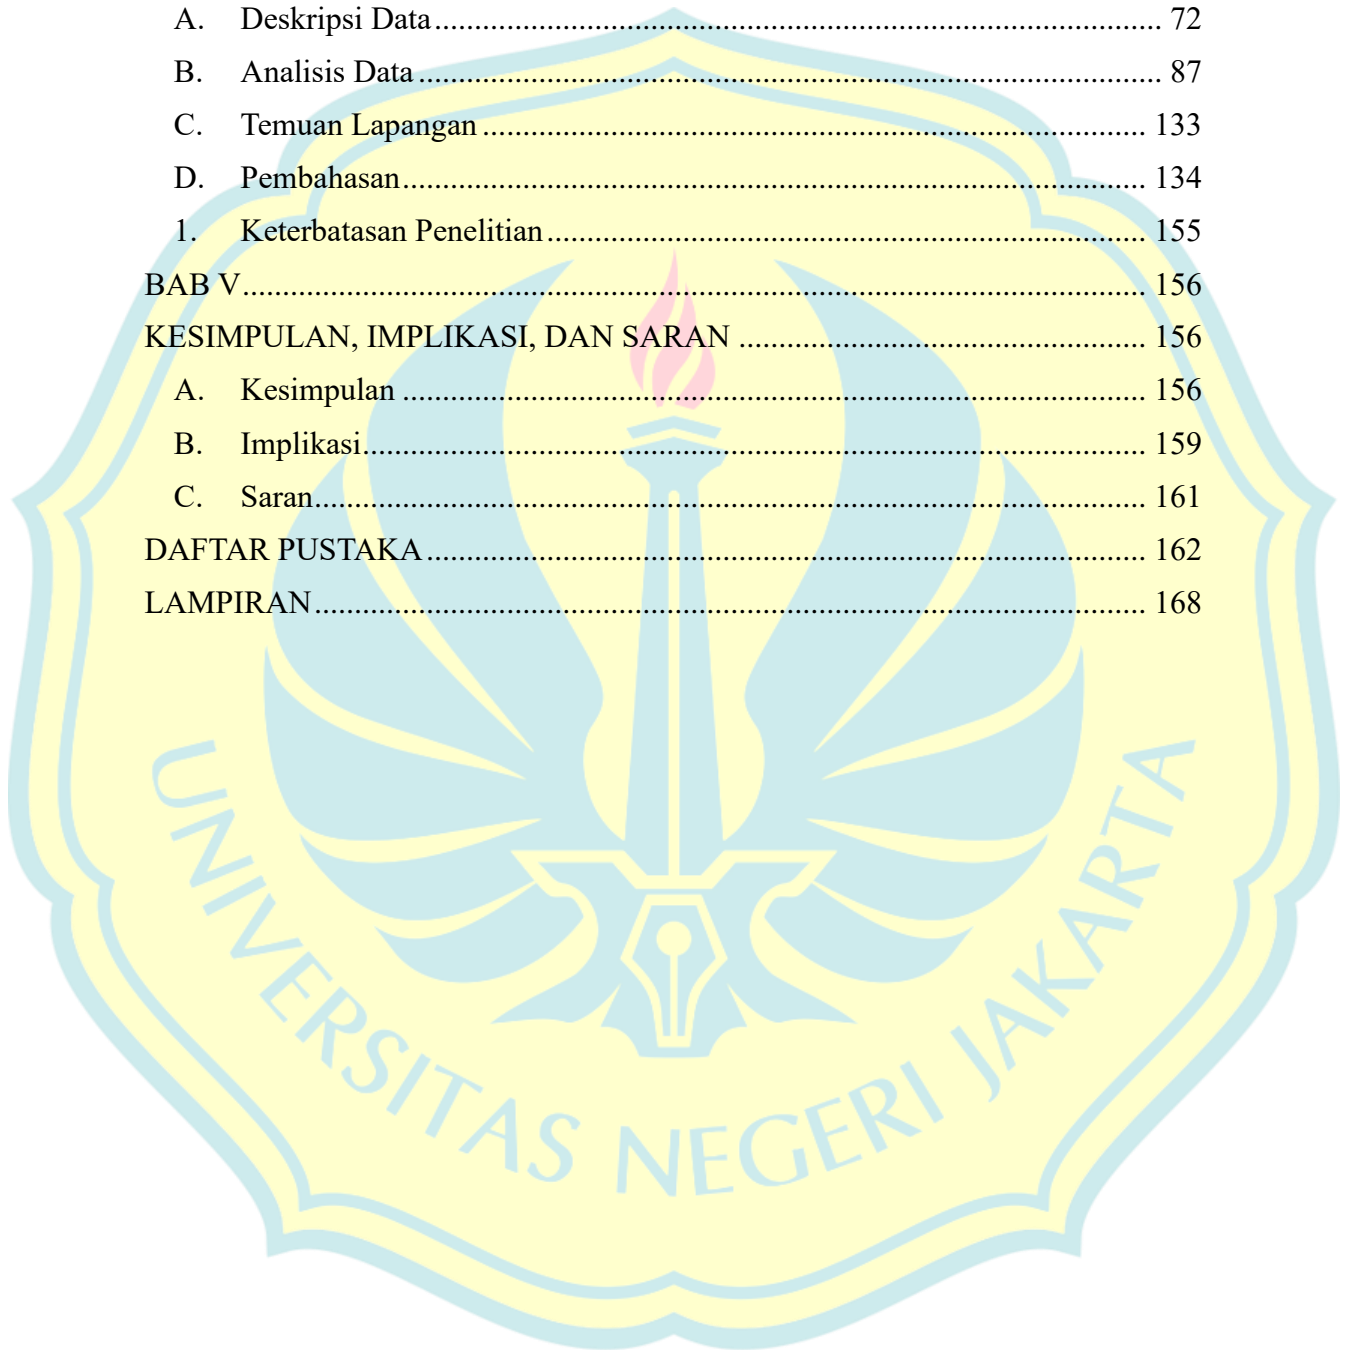 A. Deskripsi Data........................................................................................... 72
B. Analisis Data............................................................................................. 87
C. Temuan Lapangan................................................................................... 133
D. Pembahasan............................................................................................. 134
1. Keterbatasan Penelitian........................................................................... 155
BAB V................................................................................................................. 156
KESIMPULAN, IMPLIKASI, DAN SARAN................................................... 156
A. Kesimpulan.............................................................................................. 156
B. Implikasi.................................................................................................. 159
C. Saran........................................................................................................ 161
DAFTAR PUSTAKA.......................................................................................... 162
LAMPIRAN........................................................................................................ 168
UNIVERSITAS NEGERI JAKARTA